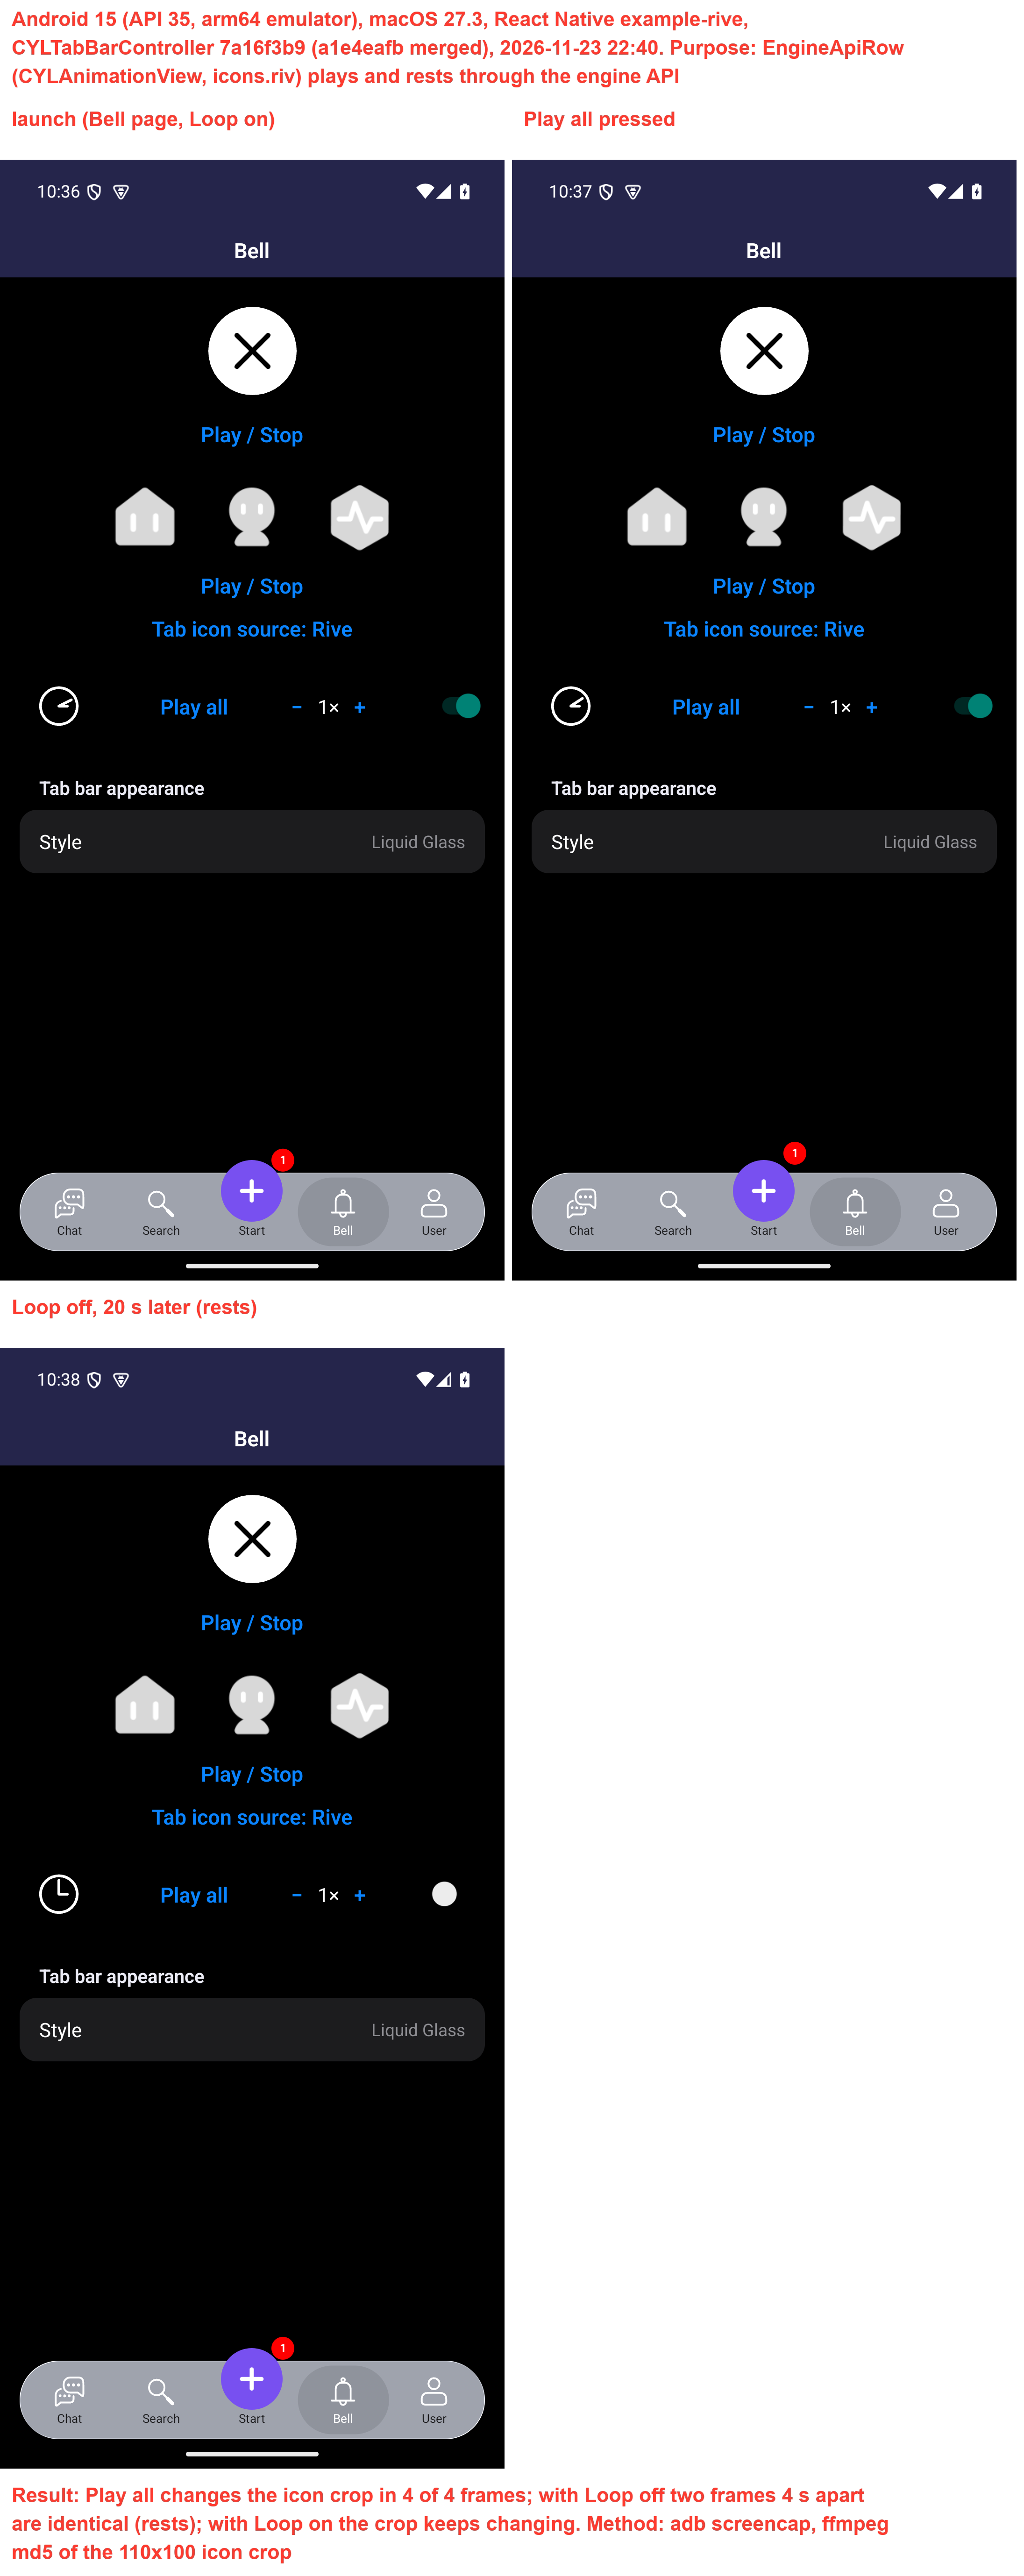 Android 15 (API 35, arm64 emulator), macOS 27.3, React Native example-rive,
CYLTabBarController 7a16f3b9 (a1e4eafb merged), 2026-11-23 22:40. Purpose: EngineApiRow
(CYLAnimationView, icons.riv) plays and rests through the engine API
launch (Bell page, Loop on)
10:36
Bell
Play / Stop
Play / Stop
Tab icon source: Rive
Play all − 1× +
Tab bar appearance
Style Liquid Glass
1
Chat Search Start Bell User
Play all pressed
10:37
Bell
Play / Stop
Play / Stop
Tab icon source: Rive
Play all − 1× +
Tab bar appearance
Style Liquid Glass
1
Chat Search Start Bell User
Loop off, 20 s later (rests)
10:38
Bell
Play / Stop
Play / Stop
Tab icon source: Rive
Play all − 1× +
Tab bar appearance
Style Liquid Glass
1
Chat Search Start Bell User
Result: Play all changes the icon crop in 4 of 4 frames; with Loop off two frames 4 s apart
are identical (rests); with Loop on the crop keeps changing. Method: adb screencap, ffmpeg
md5 of the 110x100 icon crop